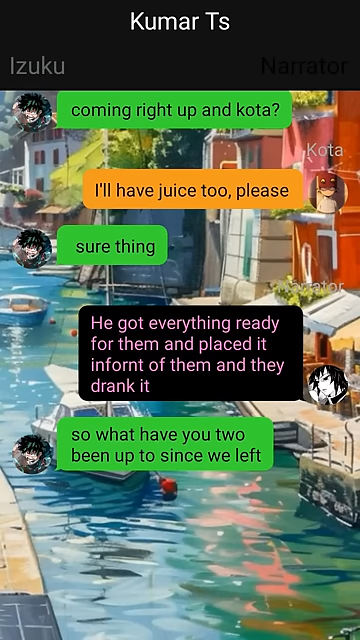 Kumar Ts
Izuku
Narrator
coming right up and kota?
Kota
I'll have juice too, please
sure thing
Narrator
He got everything ready
for them and placed it
infornt of them and they
drank it
so what have you two
been up to since we left